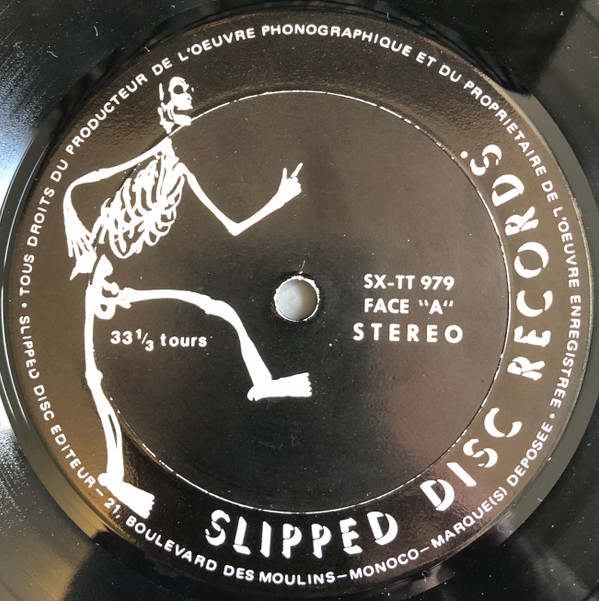 • TOUS DROITS DU PRODUCTEUR DE L'OEUVRE PHONOGRAPHIQUE ET DU PROPRIETAIRE DE L'OEUVRE ENREGISTREE • SLIPPED DISC EDITEUR – 21, BOULEVARD DES MOULINS – MONOCO – MARQUE(S) DEPOSEE •
SX-TT 979
FACE "A"
STEREO
33 1/3 tours
SLIPPED DISC RECORDS.